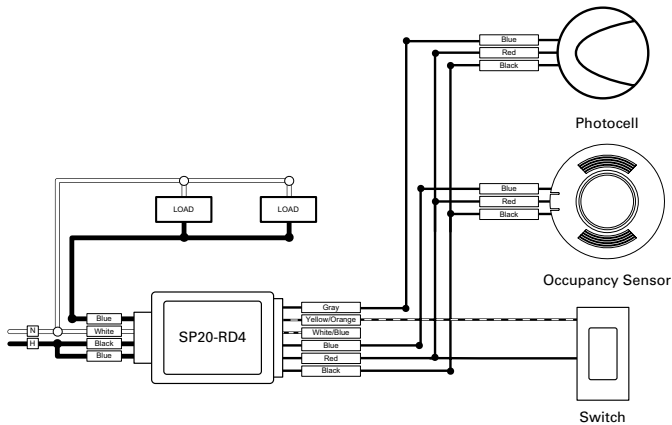 Blue
Red
Black
Photocell
LOAD
LOAD
Blue
Red
Black
Occupancy Sensor
N
H
Blue
White
Black
Blue
SP20-RD4
Gray
Yellow/Orange
White/Blue
Blue
Red
Black
Switch